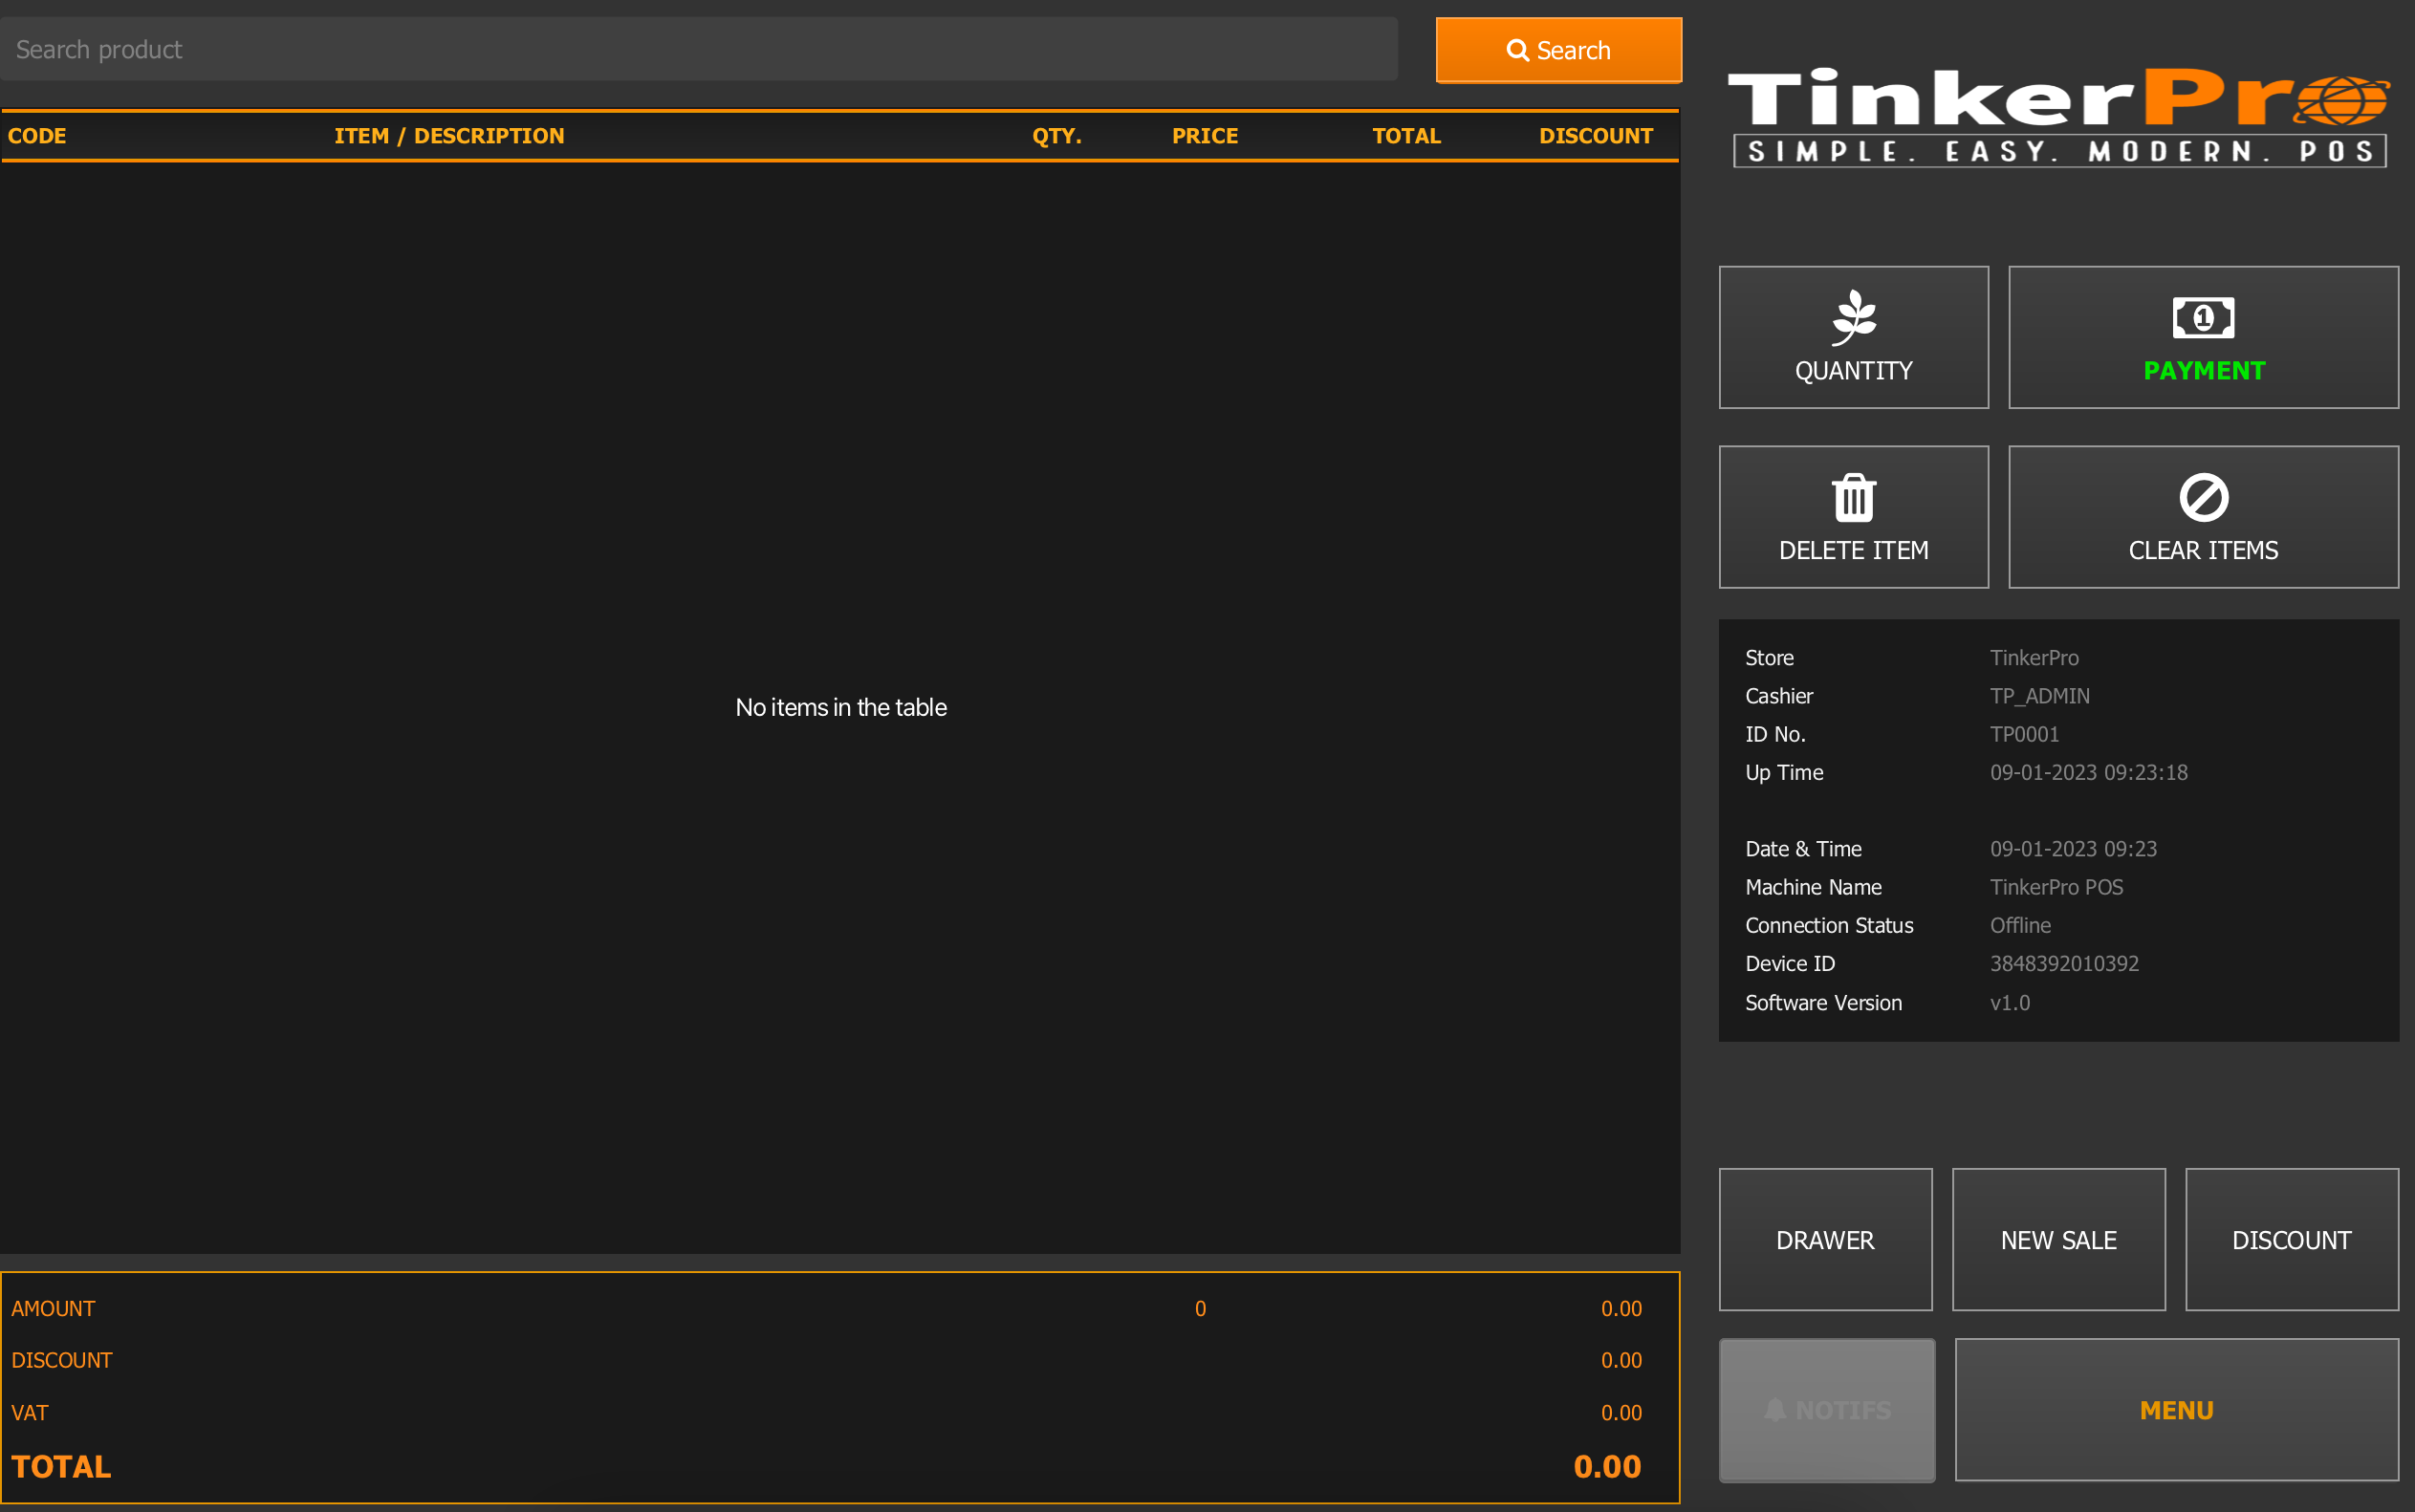 Search product
Search
CODE ITEM / DESCRIPTION QTY. PRICE TOTAL DISCOUNT
No items in the table
AMOUNT 0 0.00
DISCOUNT 0.00
VAT 0.00
TOTAL 0.00
TinkerPro
SIMPLE. EASY. MODERN. POS
QUANTITY
1
PAYMENT
DELETE ITEM
CLEAR ITEMS
Store TinkerPro
Cashier TP_ADMIN
ID No. TP0001
Up Time 09-01-2023 09:23:18
Date & Time 09-01-2023 09:23
Machine Name TinkerPro POS
Connection Status Offline
Device ID 3848392010392
Software Version v1.0
DRAWER
NEW SALE
DISCOUNT
NOTIFS
MENU